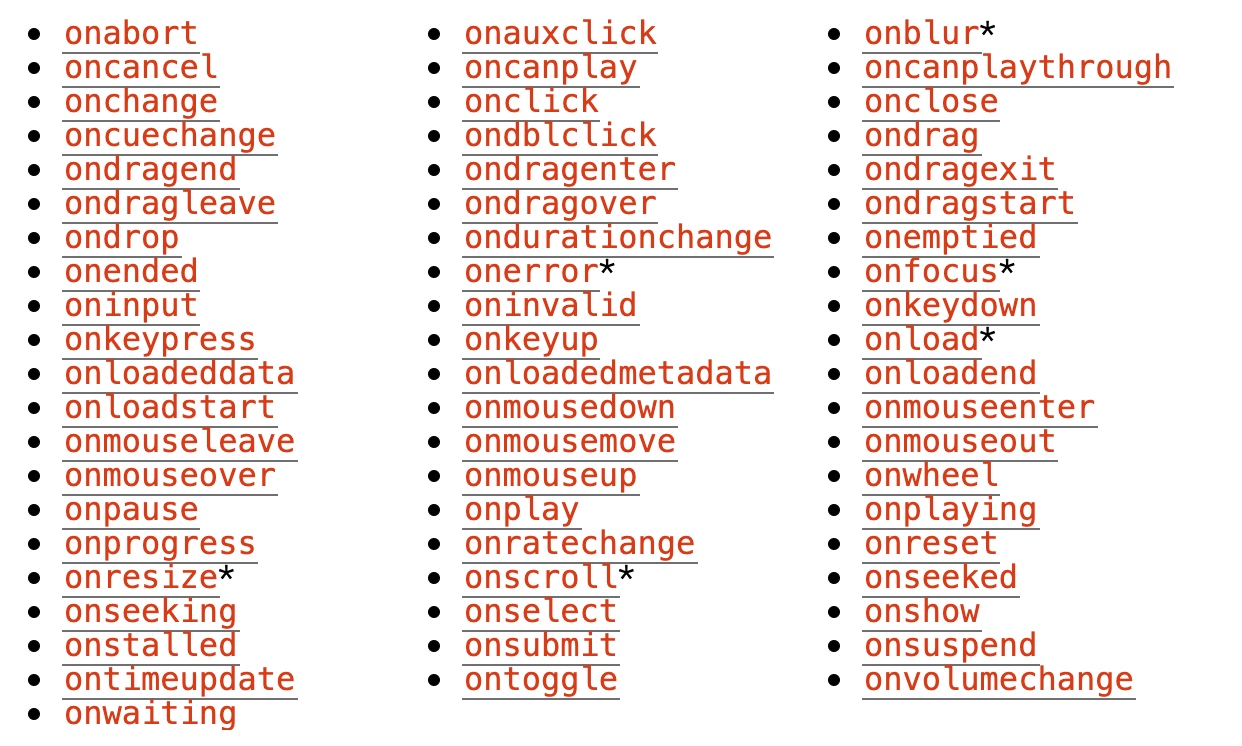 • onabort • onauxclick • onblur*
• oncancel • oncanplay • oncanplaythrough
• onchange • onclick • onclose
• oncuechange • ondblclick • ondrag
• ondragend • ondragenter • ondragexit
• ondragleave • ondragover • ondragstart
• ondrop • ondurationchange • onemptied
• onended • onerror* • onfocus*
• oninput • oninvalid • onkeydown
• onkeypress • onkeyup • onload*
• onloadeddata • onloadedmetadata • onloadend
• onloadstart • onmousedown • onmouseenter
• onmouseleave • onmousemove • onmouseout
• onmouseover • onmouseup • onwheel
• onpause • onplay • onplaying
• onprogress • onratechange • onreset
• onresize* • onscroll* • onseeked
• onseeking • onselect • onshow
• onstalled • onsubmit • onsuspend
• ontimeupdate • ontoggle • onvolumechange
• onwaiting